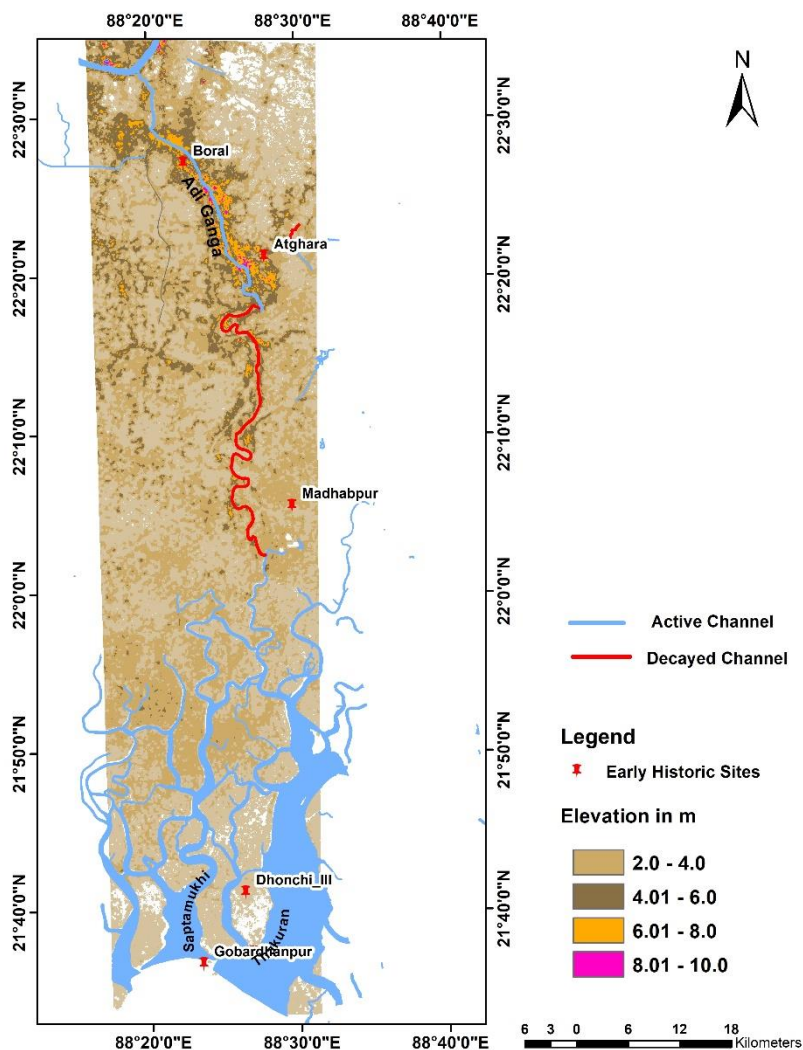 88°20'0"E
88°30'0"E
88°40'0"E
N
22°30'0"N
22°30'0"N
Boral
Adi Ganga
Atghara
22°20'0"N
22°20'0"N
22°10'0"N
22°10'0"N
Madhabpur
22°0'0"N
22°0'0"N
Active Channel
Decayed Channel
21°50'0"N
21°50'0"N
Legend
Early Historic Sites
Elevation in m
2.0 - 4.0
4.01 - 6.0
6.01 - 8.0
8.01 - 10.0
Dhonchi_III
Saptamukhi
Thakuran
21°40'0"N
21°40'0"N
Gobardhanpur
88°20'0"E
88°30'0"E
88°40'0"E
6 3 0 6 12 18
Kilometers